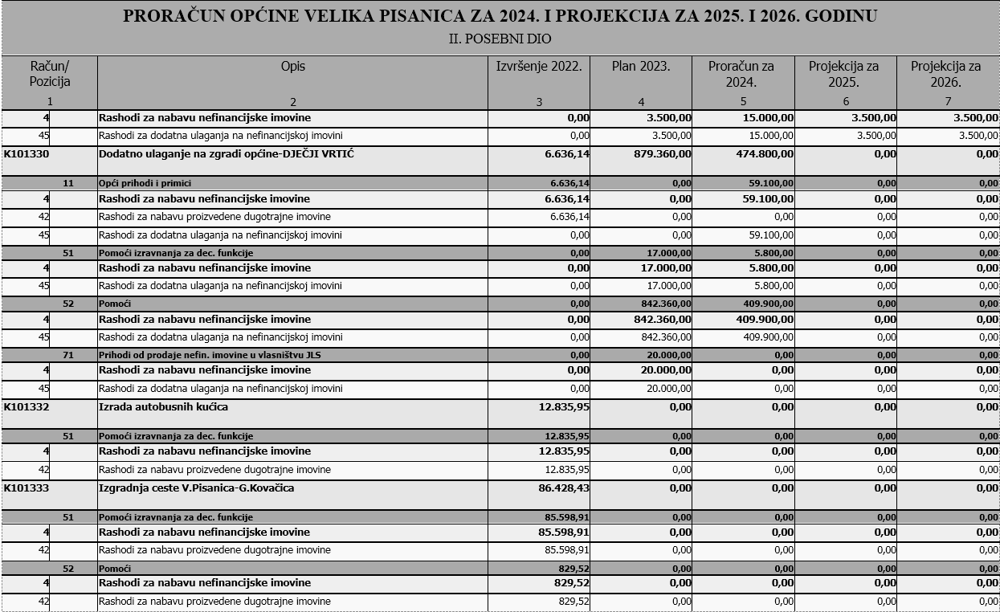 PRORAČUN OPĆINE VELIKA PISANICA ZA 2024. I PROJEKCIJA ZA 2025. I 2026. GODINU
II. POSEBNI DIO
Račun/ Pozicija Opis Izvršenje 2022. Plan 2023. Proračun za 2024. Projekcija za 2025. Projekcija za 2026.
1 2 3 4 5 6 7
4 Rashodi za nabavu nefinancijske imovine 0,00 3.500,00 15.000,00 3.500,00 3.500,00
45 Rashodi za dodatna ulaganja na nefinancijskoj imovini 0,00 3.500,00 15.000,00 3.500,00 3.500,00
K101330 Dodatno ulaganje na zgradi općine-DJEČJI VRTIĆ 6.636,14 879.360,00 474.800,00 0,00 0,00
11 Opći prihodi i primici 6.636,14 0,00 59.100,00 0,00 0,00
4 Rashodi za nabavu nefinancijske imovine 6.636,14 0,00 59.100,00 0,00 0,00
42 Rashodi za nabavu proizvedene dugotrajne imovine 6.636,14 0,00 0,00 0,00 0,00
45 Rashodi za dodatna ulaganja na nefinancijskoj imovini 0,00 0,00 59.100,00 0,00 0,00
51 Pomoći izravnanja za dec. funkcije 0,00 17.000,00 5.800,00 0,00 0,00
4 Rashodi za nabavu nefinancijske imovine 0,00 17.000,00 5.800,00 0,00 0,00
45 Rashodi za dodatna ulaganja na nefinancijskoj imovini 0,00 17.000,00 5.800,00 0,00 0,00
52 Pomoći 0,00 842.360,00 409.900,00 0,00 0,00
4 Rashodi za nabavu nefinancijske imovine 0,00 842.360,00 409.900,00 0,00 0,00
45 Rashodi za dodatna ulaganja na nefinancijskoj imovini 0,00 842.360,00 409.900,00 0,00 0,00
71 Prihodi od prodaje nefin. imovine u vlasništvu JLS 0,00 20.000,00 0,00 0,00 0,00
4 Rashodi za nabavu nefinancijske imovine 0,00 20.000,00 0,00 0,00 0,00
45 Rashodi za dodatna ulaganja na nefinancijskoj imovini 0,00 20.000,00 0,00 0,00 0,00
K101332 Izrada autobusnih kućica 12.835,95 0,00 0,00 0,00 0,00
51 Pomoći izravnanja za dec. funkcije 12.835,95 0,00 0,00 0,00 0,00
4 Rashodi za nabavu nefinancijske imovine 12.835,95 0,00 0,00 0,00 0,00
42 Rashodi za nabavu proizvedene dugotrajne imovine 12.835,95 0,00 0,00 0,00 0,00
K101333 Izgradnja ceste V.Pisanica-G.Kovačica 86.428,43 0,00 0,00 0,00 0,00
51 Pomoći izravnanja za dec. funkcije 85.598,91 0,00 0,00 0,00 0,00
4 Rashodi za nabavu nefinancijske imovine 85.598,91 0,00 0,00 0,00 0,00
42 Rashodi za nabavu proizvedene dugotrajne imovine 85.598,91 0,00 0,00 0,00 0,00
52 Pomoći 829,52 0,00 0,00 0,00 0,00
4 Rashodi za nabavu nefinancijske imovine 829,52 0,00 0,00 0,00 0,00
42 Rashodi za nabavu proizvedene dugotrajne imovine 829,52 0,00 0,00 0,00 0,00